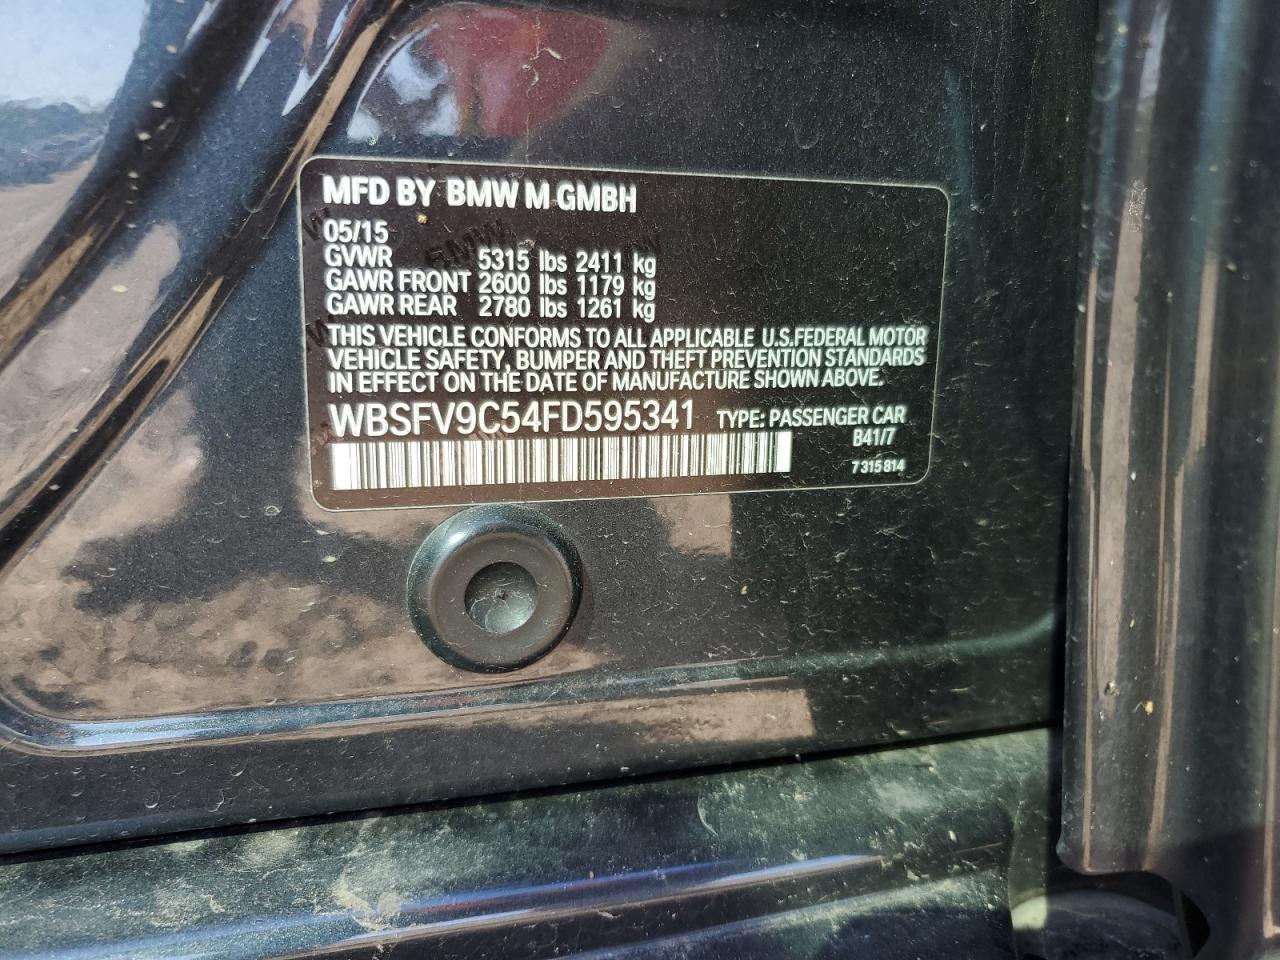 MFD BY BMW M GMBH
05/15
GVWR 5315 lbs 2411 kg
GAWR FRONT 2600 lbs 1179 kg
GAWR REAR 2780 lbs 1261 kg
THIS VEHICLE CONFORMS TO ALL APPLICABLE U.S.FEDERAL MOTOR
VEHICLE SAFETY, BUMPER AND THEFT PREVENTION STANDARDS
IN EFFECT ON THE DATE OF MANUFACTURE SHOWN ABOVE.
WBSFV9C54FD595341 TYPE: PASSENGER CAR
B41/7
7 315 814